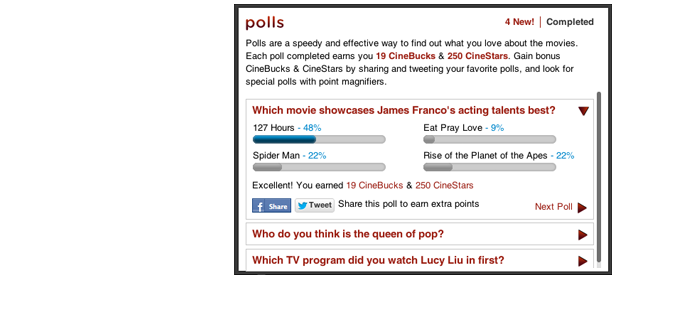 polls
4 New! | Completed
Polls are a speedy and effective way to find out what you love about the movies.
Each poll completed earns you 19 CineBucks & 250 CineStars. Gain bonus
CineBucks & CineStars by sharing and tweeting your favorite polls, and look for
special polls with point magnifiers.
Which movie showcases James Franco's acting talents best?
127 Hours - 48%
Eat Pray Love - 9%
Spider Man - 22%
Rise of the Planet of the Apes - 22%
Excellent! You earned 19 CineBucks & 250 CineStars
f Share
Tweet
Share this poll to earn extra points
Next Poll
Who do you think is the queen of pop?
Which TV program did you watch Lucy Liu in first?